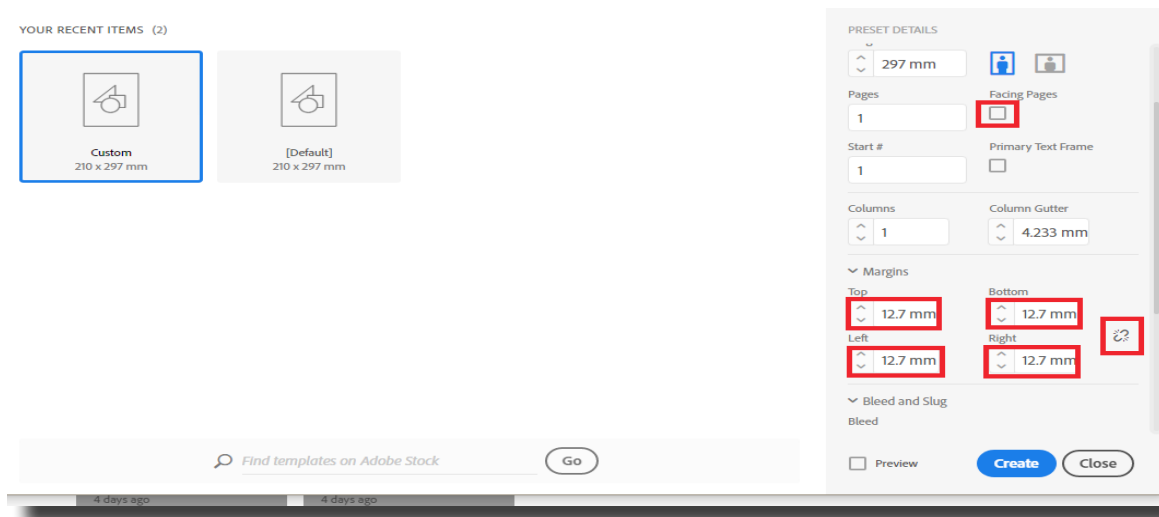 YOUR RECENT ITEMS (2)
Custom
210 x 297 mm
[Default]
210 x 297 mm
Find templates on Adobe Stock
Go
4 days ago
4 days ago
PRESET DETAILS
297 mm
Pages
Facing Pages
1
Start #
Primary Text Frame
1
Columns
Column Gutter
1
4.233 mm
Margins
Top
Bottom
12.7 mm
12.7 mm
Left
Right
12.7 mm
12.7 mm
Bleed and Slug
Bleed
Preview
Create
Close